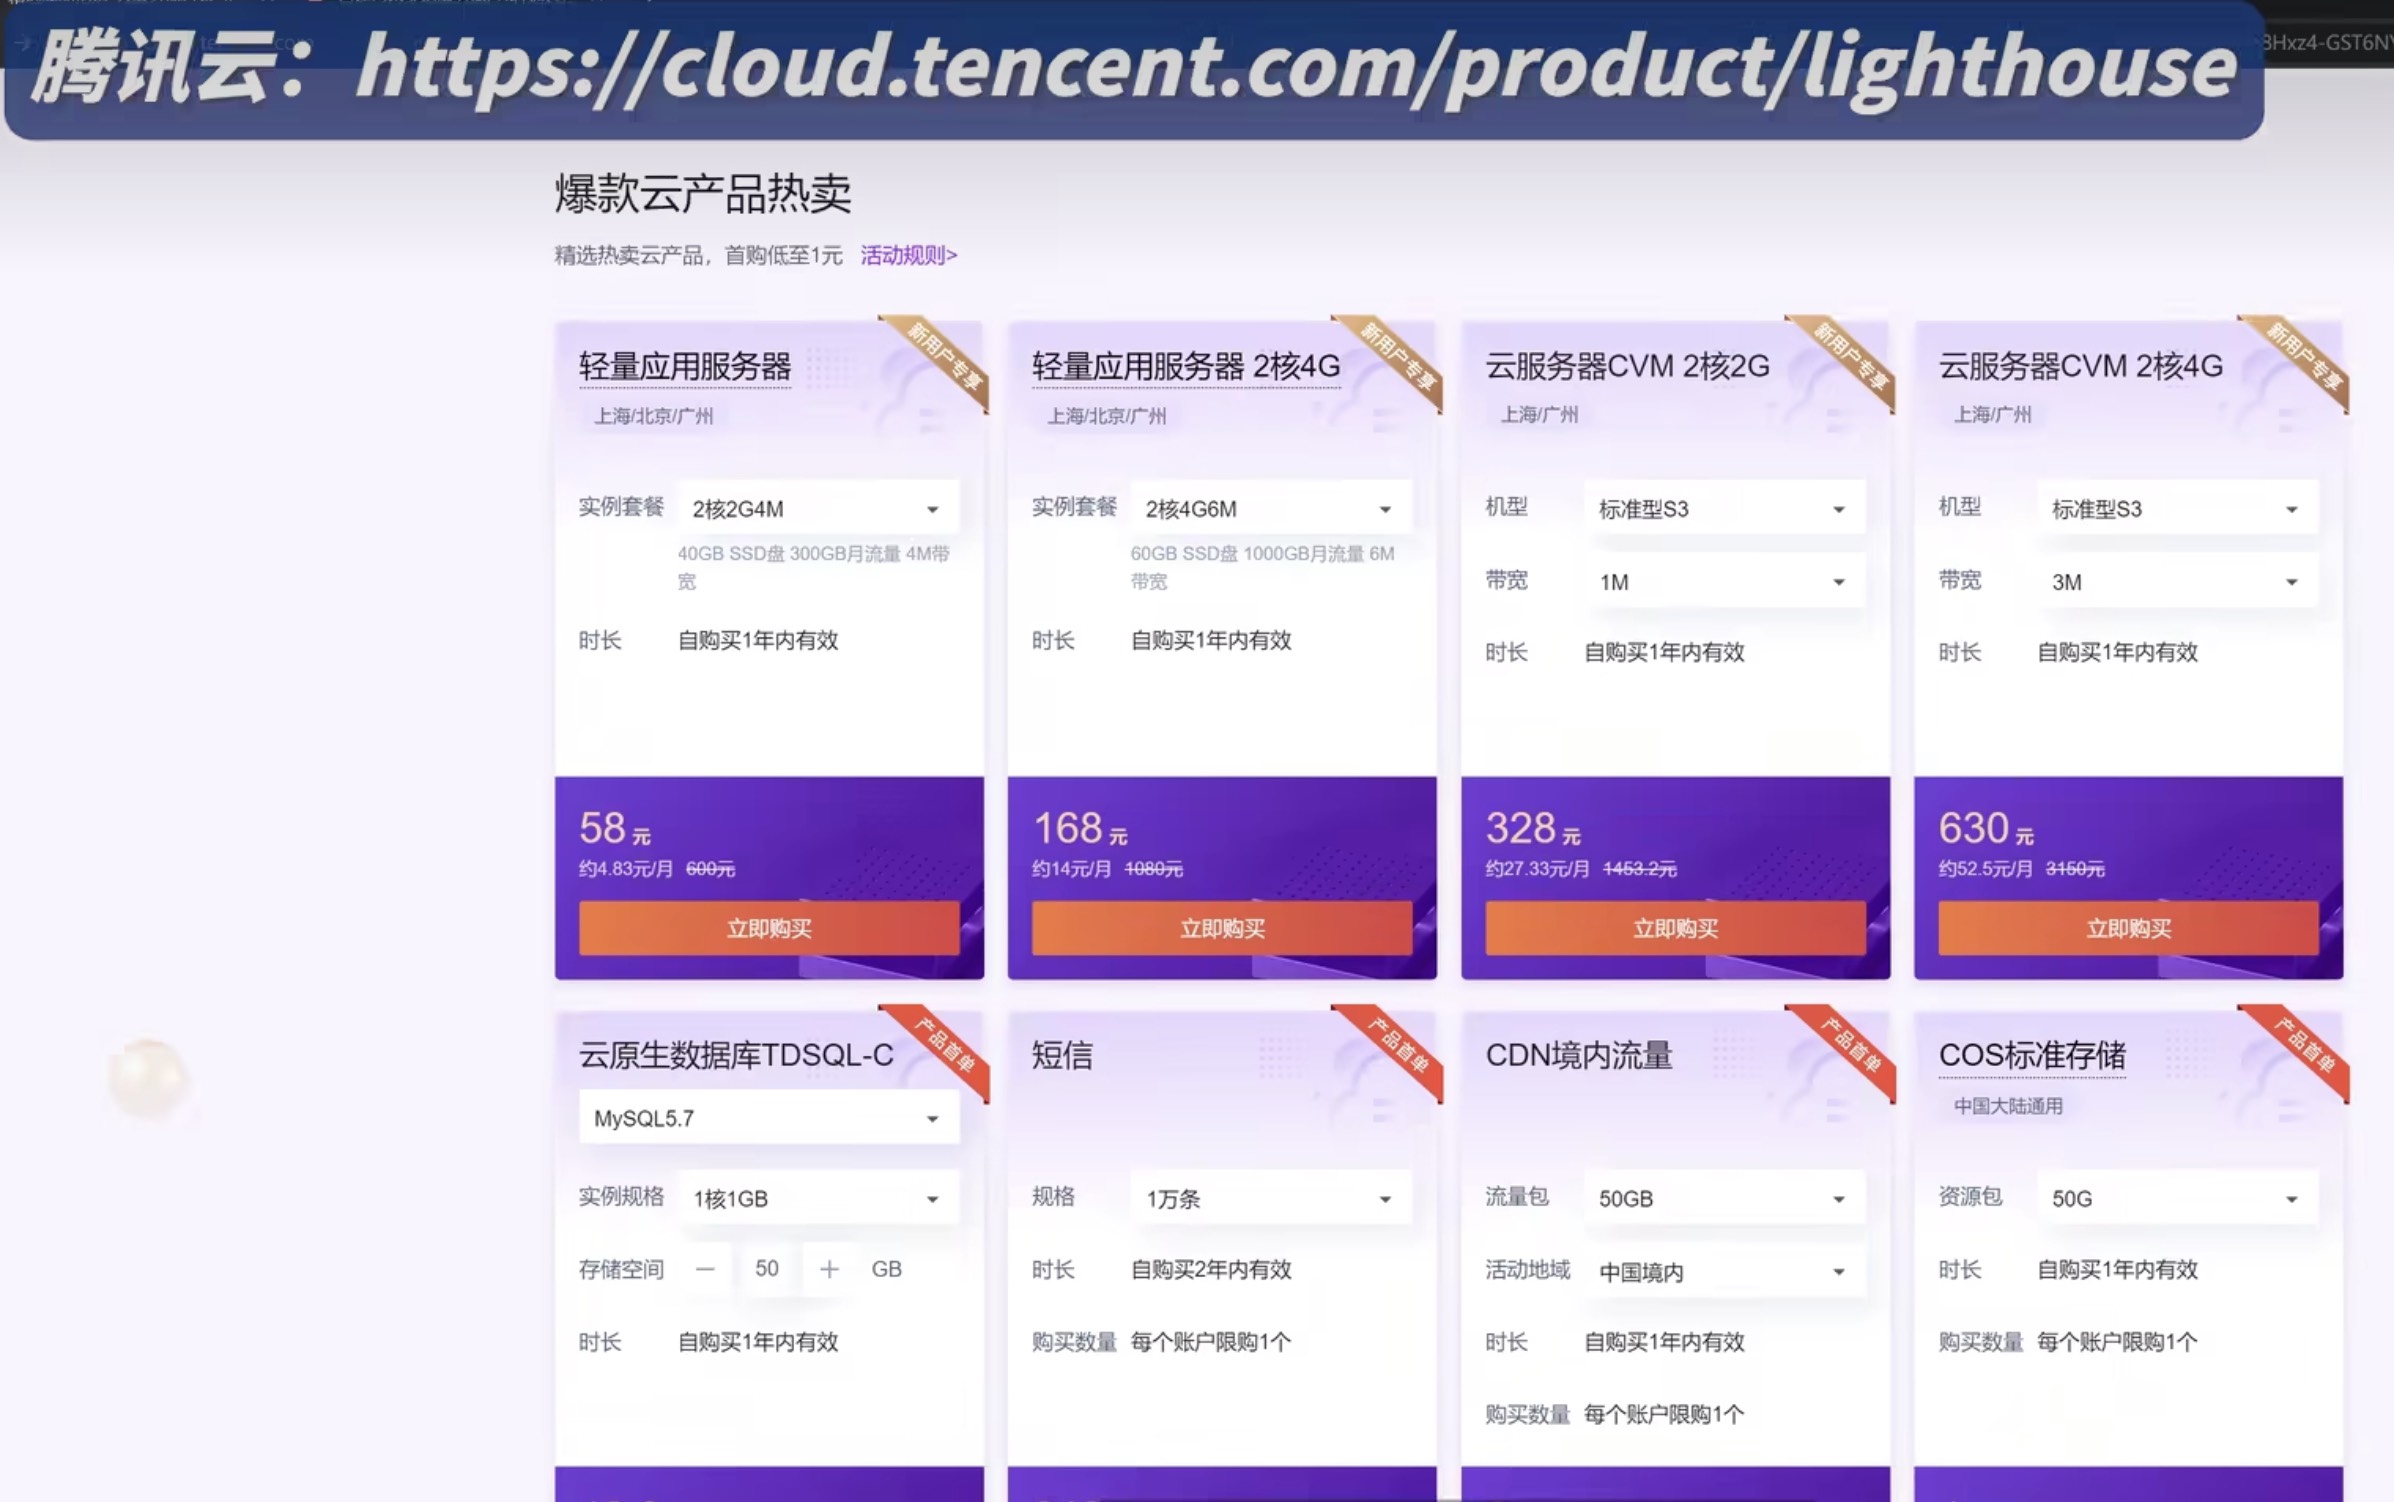 腾讯云：https://cloud.tencent.com/product/lighthouse
3Hxz4-GST6N
爆款云产品热卖
精选热卖云产品，首购低至1元 活动规则>
轻量应用服务器
新用户专享
上海/北京/广州
实例套餐 2核2G4M
40GB SSD盘 300GB月流量 4M带
宽
时长 自购买1年内有效
58元
约4.83元/月 600元
立即购买
轻量应用服务器 2核4G
新用户专享
上海/北京/广州
实例套餐 2核4G6M
60GB SSD盘 1000GB月流量 6M
带宽
时长 自购买1年内有效
168元
约14元/月 1080元
立即购买
云服务器CVM 2核2G
新用户专享
上海/广州
机型 标准型S3
带宽 1M
时长 自购买1年内有效
328元
约27.33元/月 1453.2元
立即购买
云服务器CVM 2核4G
新用户专享
上海/广州
机型 标准型S3
带宽 3M
时长 自购买1年内有效
630元
约52.5元/月 3150元
立即购买
云原生数据库TDSQL-C
产品首单
MySQL5.7
实例规格 1核1GB
存储空间 — 50 + GB
时长 自购买1年内有效
短信
产品首单
规格 1万条
时长 自购买2年内有效
购买数量 每个账户限购1个
CDN境内流量
产品首单
流量包 50GB
活动地域 中国境内
时长 自购买1年内有效
购买数量 每个账户限购1个
COS标准存储
产品首单
中国大陆通用
资源包 50G
时长 自购买1年内有效
购买数量 每个账户限购1个